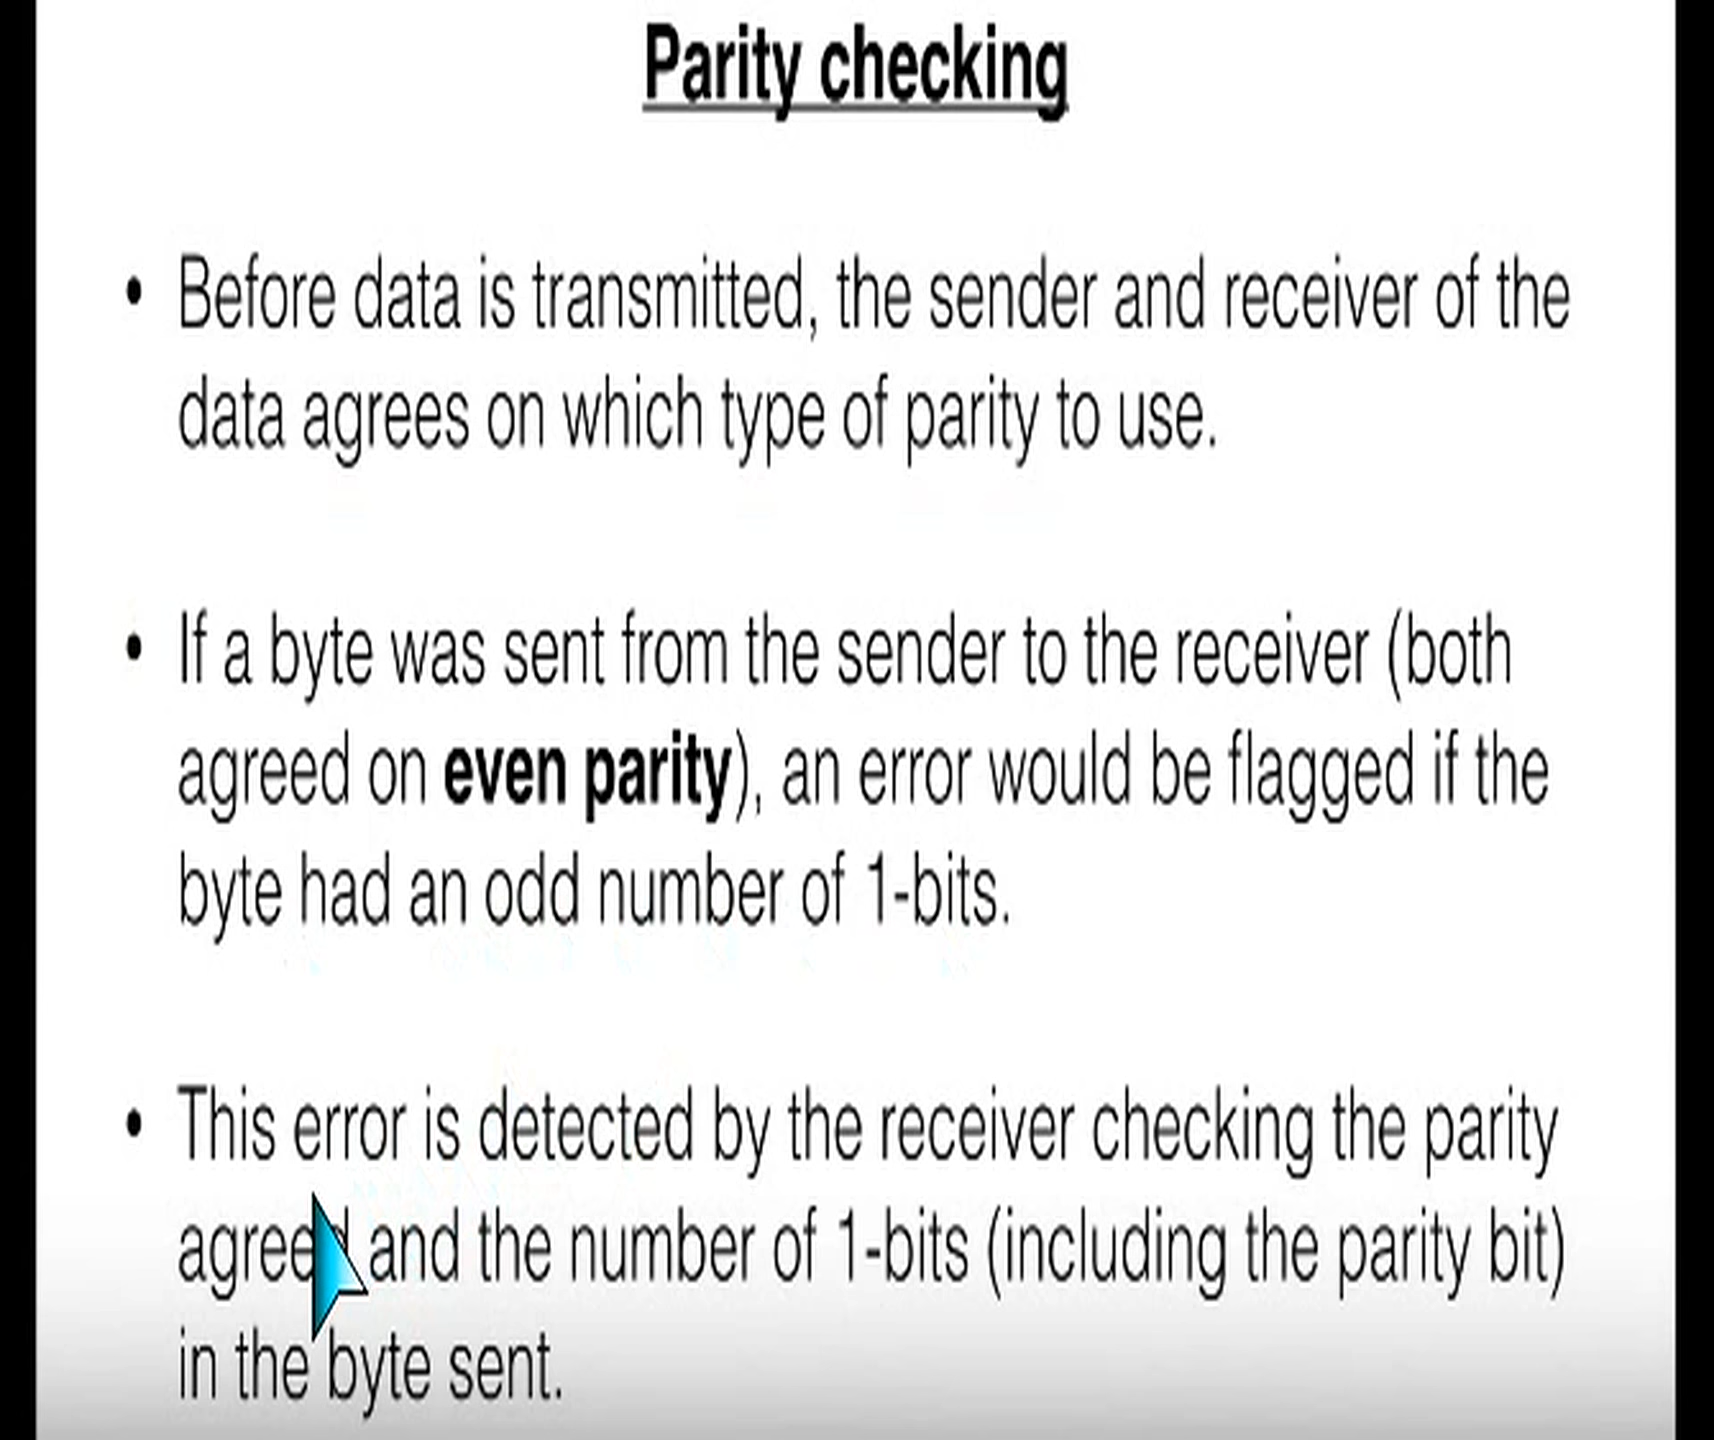 Parity checking
• Before data is transmitted, the sender and receiver of the
data agrees on which type of parity to use.
• If a byte was sent from the sender to the receiver (both
agreed on even parity), an error would be flagged if the
byte had an odd number of 1-bits.
• This error is detected by the receiver checking the parity
agreed and the number of 1-bits (including the parity bit)
in the byte sent.